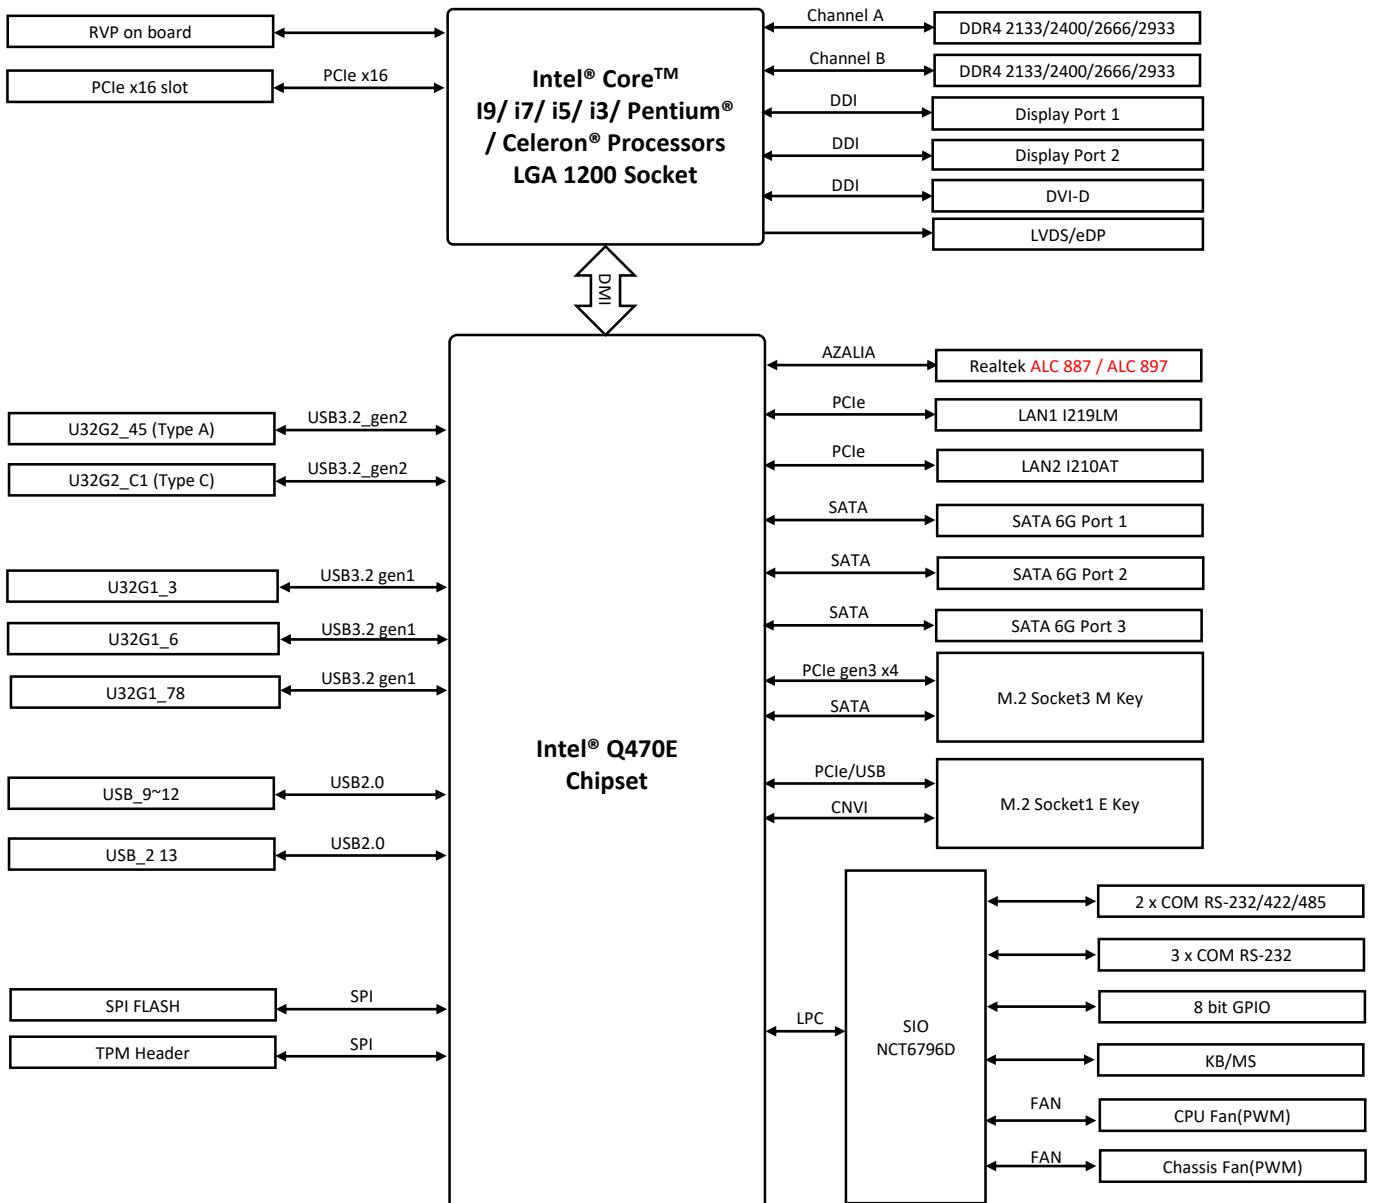 RVP on board
PCIe x16 slot
PCIe x16
Intel® Core™
I9/ i7/ i5/ i3/ Pentium®
/ Celeron® Processors
LGA 1200 Socket
Channel A
DDR4 2133/2400/2666/2933
Channel B
DDR4 2133/2400/2666/2933
DDI
Display Port 1
DDI
Display Port 2
DDI
DVI-D
LVDS/eDP
DMI
U32G2_45 (Type A)
USB3.2_gen2
U32G2_C1 (Type C)
USB3.2_gen2
U32G1_3
USB3.2 gen1
U32G1_6
USB3.2 gen1
U32G1_78
USB3.2 gen1
USB_9~12
USB2.0
USB_2 13
USB2.0
SPI FLASH
SPI
TPM Header
SPI
Intel® Q470E
Chipset
AZALIA
Realtek ALC 887 / ALC 897
PCIe
LAN1 I219LM
PCIe
LAN2 I210AT
SATA
SATA 6G Port 1
SATA
SATA 6G Port 2
SATA
SATA 6G Port 3
PCIe gen3 x4
SATA
M.2 Socket3 M Key
PCIe/USB
CNVI
M.2 Socket1 E Key
LPC
SIO
NCT6796D
2 x COM RS-232/422/485
3 x COM RS-232
8 bit GPIO
KB/MS
FAN
CPU Fan(PWM)
FAN
Chassis Fan(PWM)